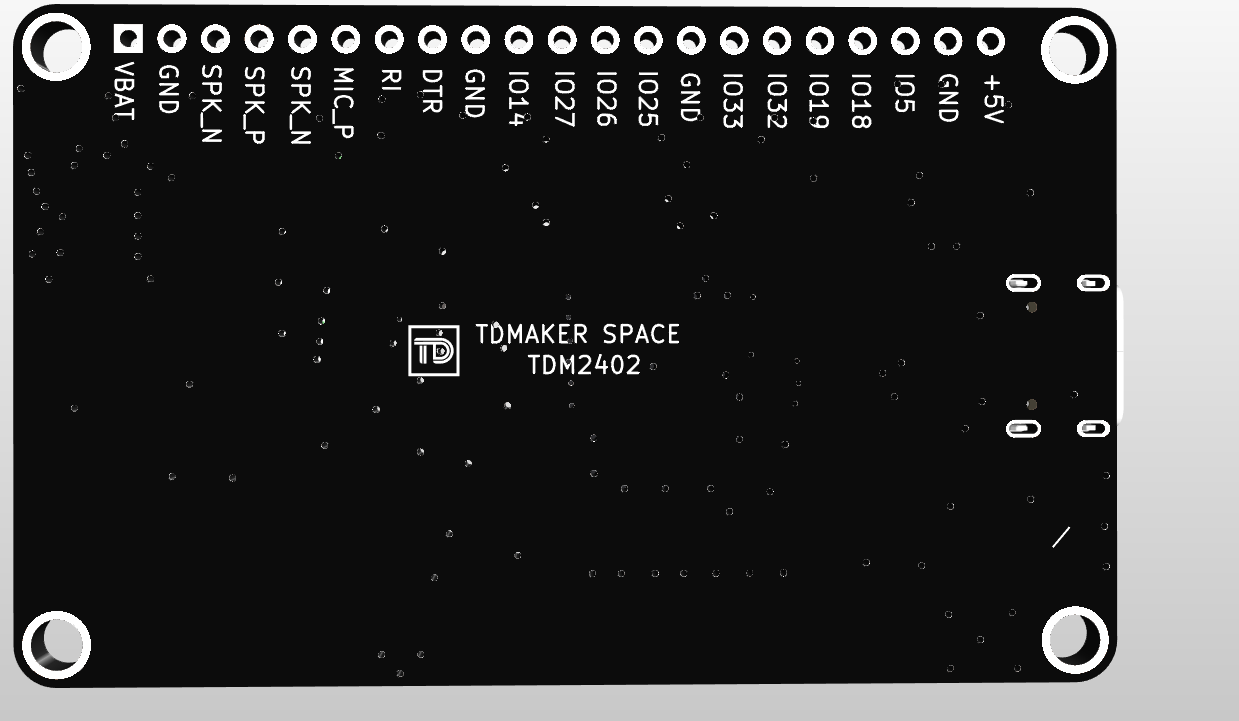 VBAT
GND
SPK_N
SPK_P
SPK_N
MIC_P
RI
DTR
GND
IO14
IO27
IO26
IO25
GND
IO33
IO32
IO19
IO18
IO5
GND
+5V
TD
TDMAKER SPACE
TDM2402